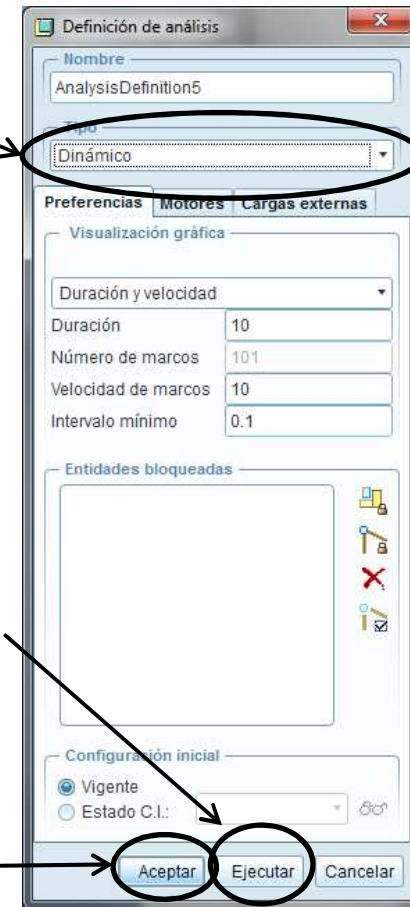 Definición de análisis
Nombre
AnalysisDefinition5
Tipo
Dinámico
Preferencias Motores Cargas externas
Visualización gráfica
Duración y velocidad
Duración 10
Número de marcos 101
Velocidad de marcos 10
Intervalo mínimo 0.1
Entidades bloqueadas
Configuración inicial
Vigente
Estado C.I.:
Aceptar Ejecutar Cancelar